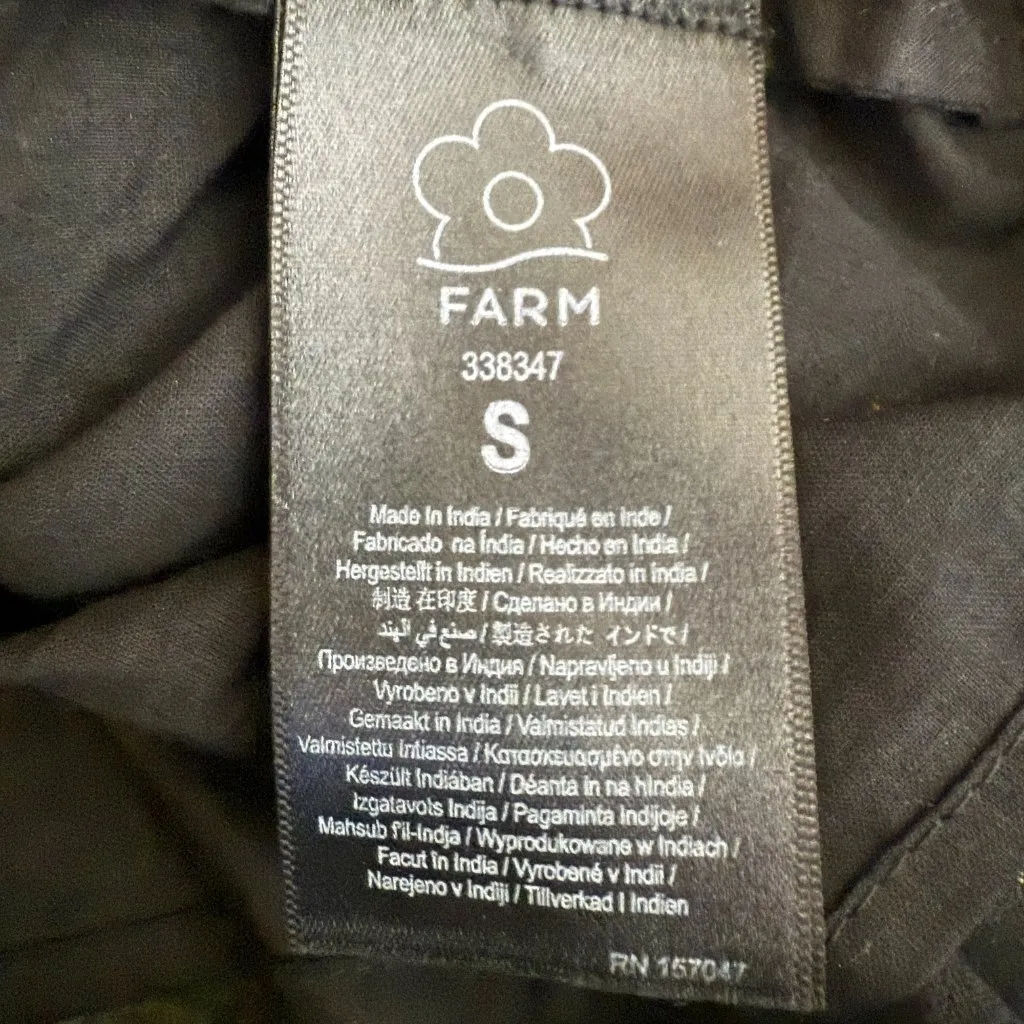 FARM
338347
S
Made in India / Fabriqué en Inde /
Fabricado na Índia / Hecho en India /
Hergestellt in Indien / Realizzato in India /
制造 在印度 / Сделано в Индии /
صنع في الهند / 製造された インドで /
Произведено в Индия / Napravljeno u Indiji /
Vyrobeno v Indii / Lavet i Indien /
Gemaakt in India / Valmistatud Indias /
Valmistettu Intiassa / Κατασκευασμένο στην Ινδία /
Készült Indiában / Déanta in na hIndia /
Izgatavots Indija / Pagaminta Indijoje /
Mahsub fil-Indja / Wyprodukowane w Indiach /
Facut în India / Vyrobené v Indii /
Narejeno v Indiji / Tillverkad I Indien
RN 157047